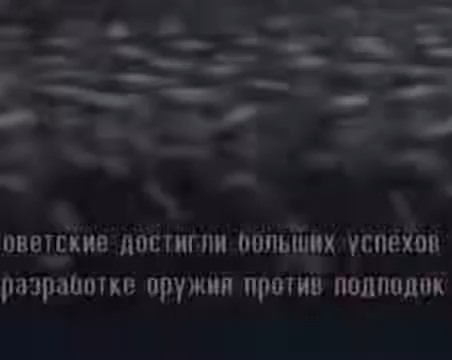 оветские достигли больших успехов
разработке оружия против подлодок